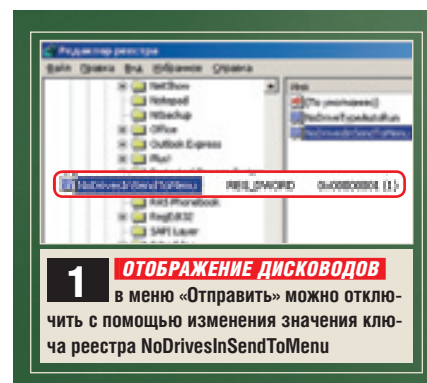 Редактор реестра
Файл Правка Вид Избранное Справка
NetShow
Notepad
Ntbackup
Office
Outlook Express
Plus!
Имя
(По умолчанию)
NoDriveTypeAutoRun
NoDrivesInSendToMenu
NoDrivesInSendToMenu REG_DWORD 0x00000001 (1)
RAS Phonebook
RegEdt32
SAPI Layer
1 ОТОБРАЖЕНИЕ ДИСКОВОДОВ
в меню «Отправить» можно отклю-
чить с помощью изменения значения клю-
ча реестра NoDrivesInSendToMenu